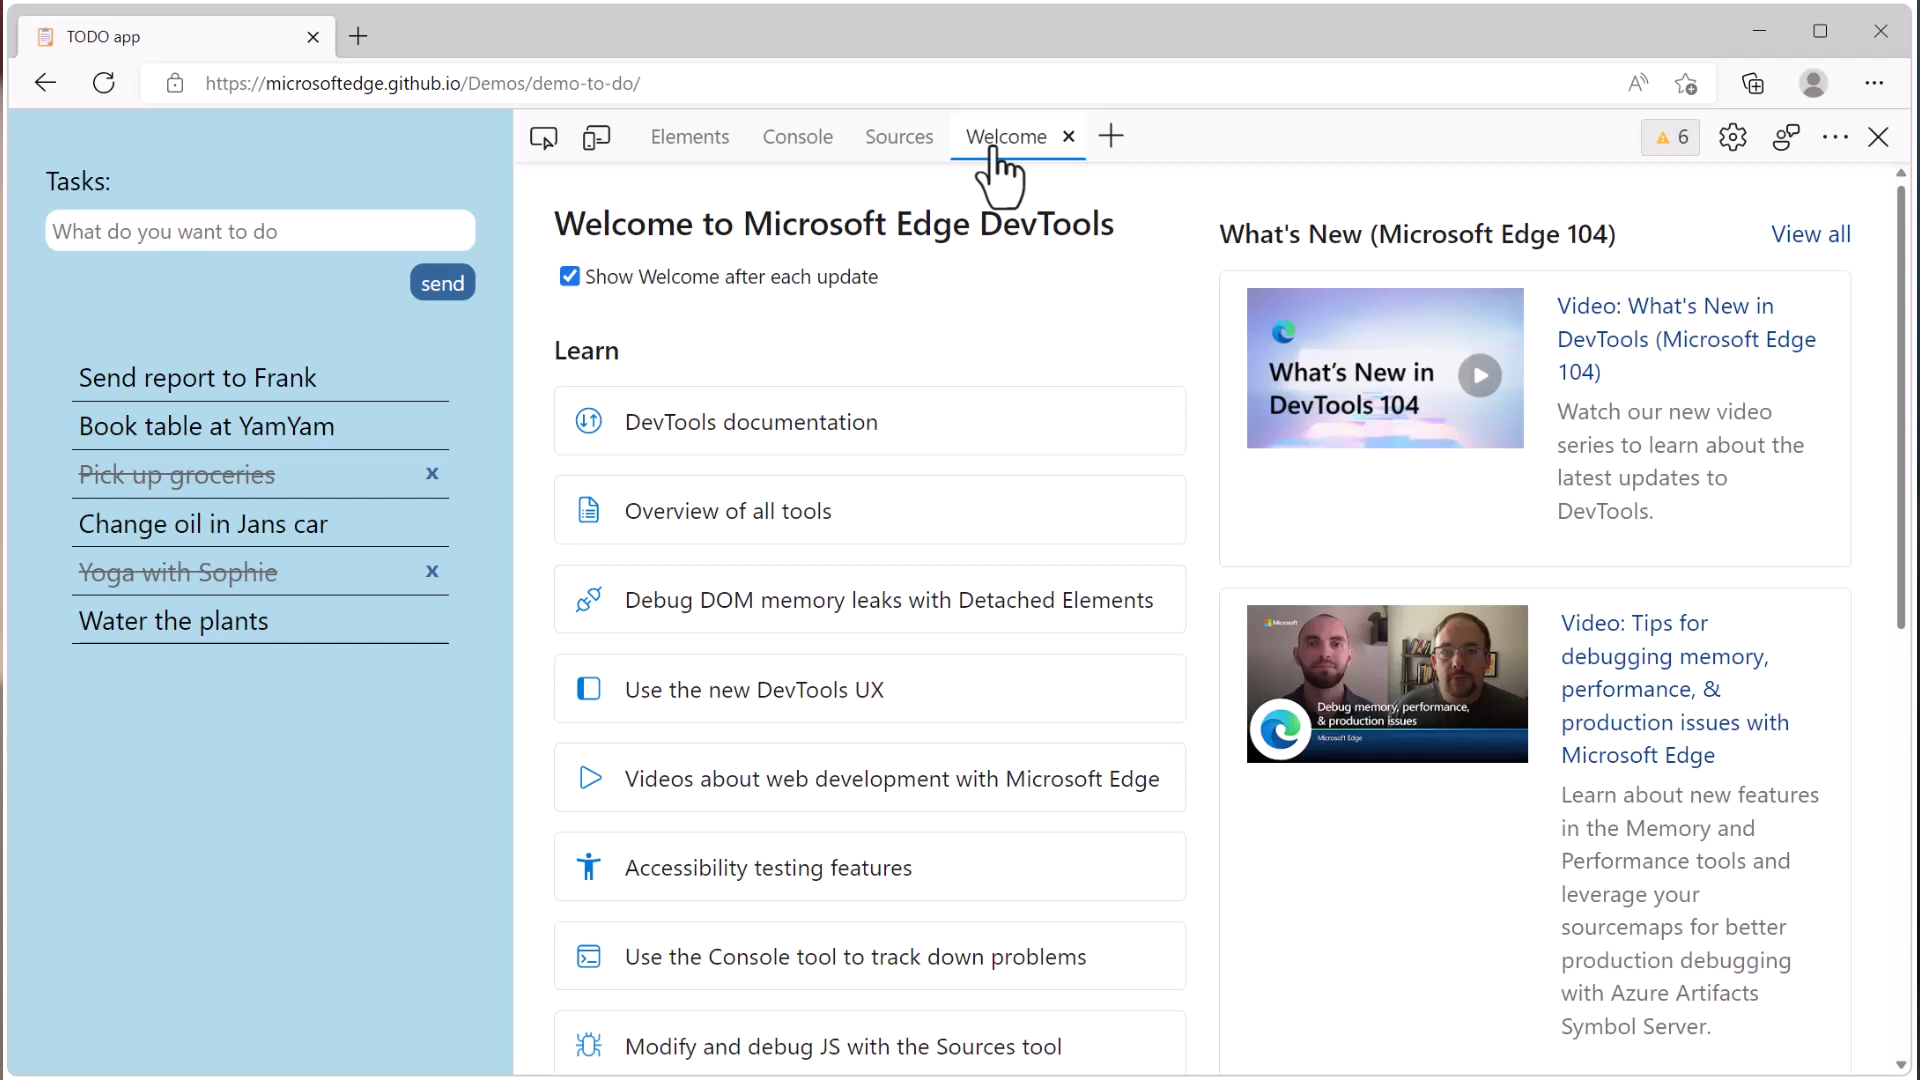 TODO app
https://microsoftedge.github.io/Demos/demo-to-do/
Tasks:
What do you want to do
send
Send report to Frank
Book table at YamYam
Pick up groceries x
Change oil in Jans car
Yoga with Sophie x
Water the plants
Elements Console Sources Welcome 6
Welcome to Microsoft Edge DevTools
Show Welcome after each update
Learn
DevTools documentation
Overview of all tools
Debug DOM memory leaks with Detached Elements
Use the new DevTools UX
Videos about web development with Microsoft Edge
Accessibility testing features
Use the Console tool to track down problems
Modify and debug JS with the Sources tool
What's New (Microsoft Edge 104) View all
What's New in
DevTools 104
Video: What's New in
DevTools (Microsoft Edge
104)
Watch our new video
series to learn about the
latest updates to
DevTools.
Microsoft
Debug memory, performance,
& production issues
Microsoft Edge
Video: Tips for
debugging memory,
performance, &
production issues with
Microsoft Edge
Learn about new features
in the Memory and
Performance tools and
leverage your
sourcemaps for better
production debugging
with Azure Artifacts
Symbol Server.